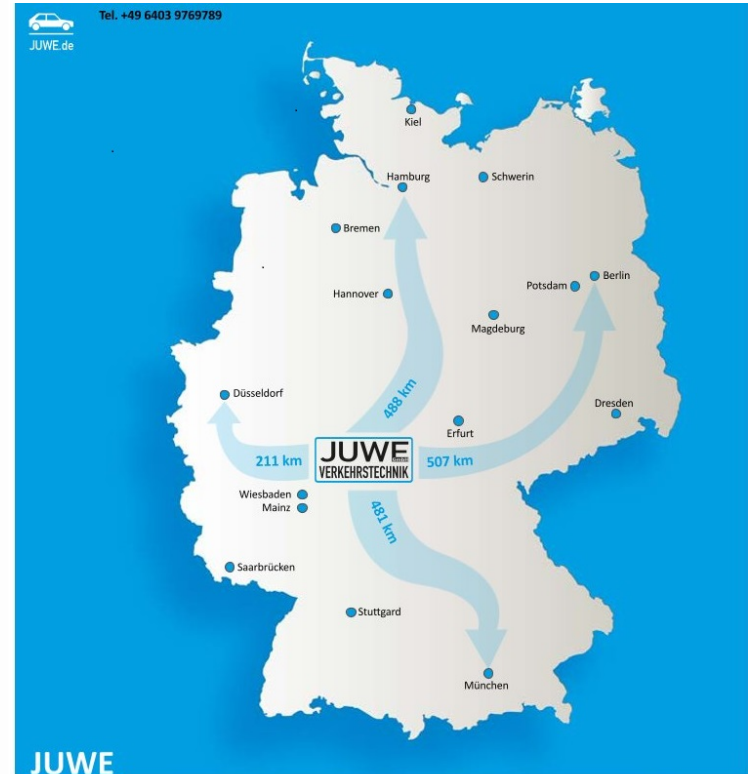 Tel. +49 6403 9769789
JUWE.de
Kiel
Hamburg
Schwerin
Bremen
Berlin
Potsdam
Hannover
Magdeburg
Düsseldorf
488 km
Dresden
Erfurt
JUWE
VERKEHRSTECHNIK
211 km
507 km
Wiesbaden
Mainz
481 km
Saarbrücken
Stuttgard
München
JUWE